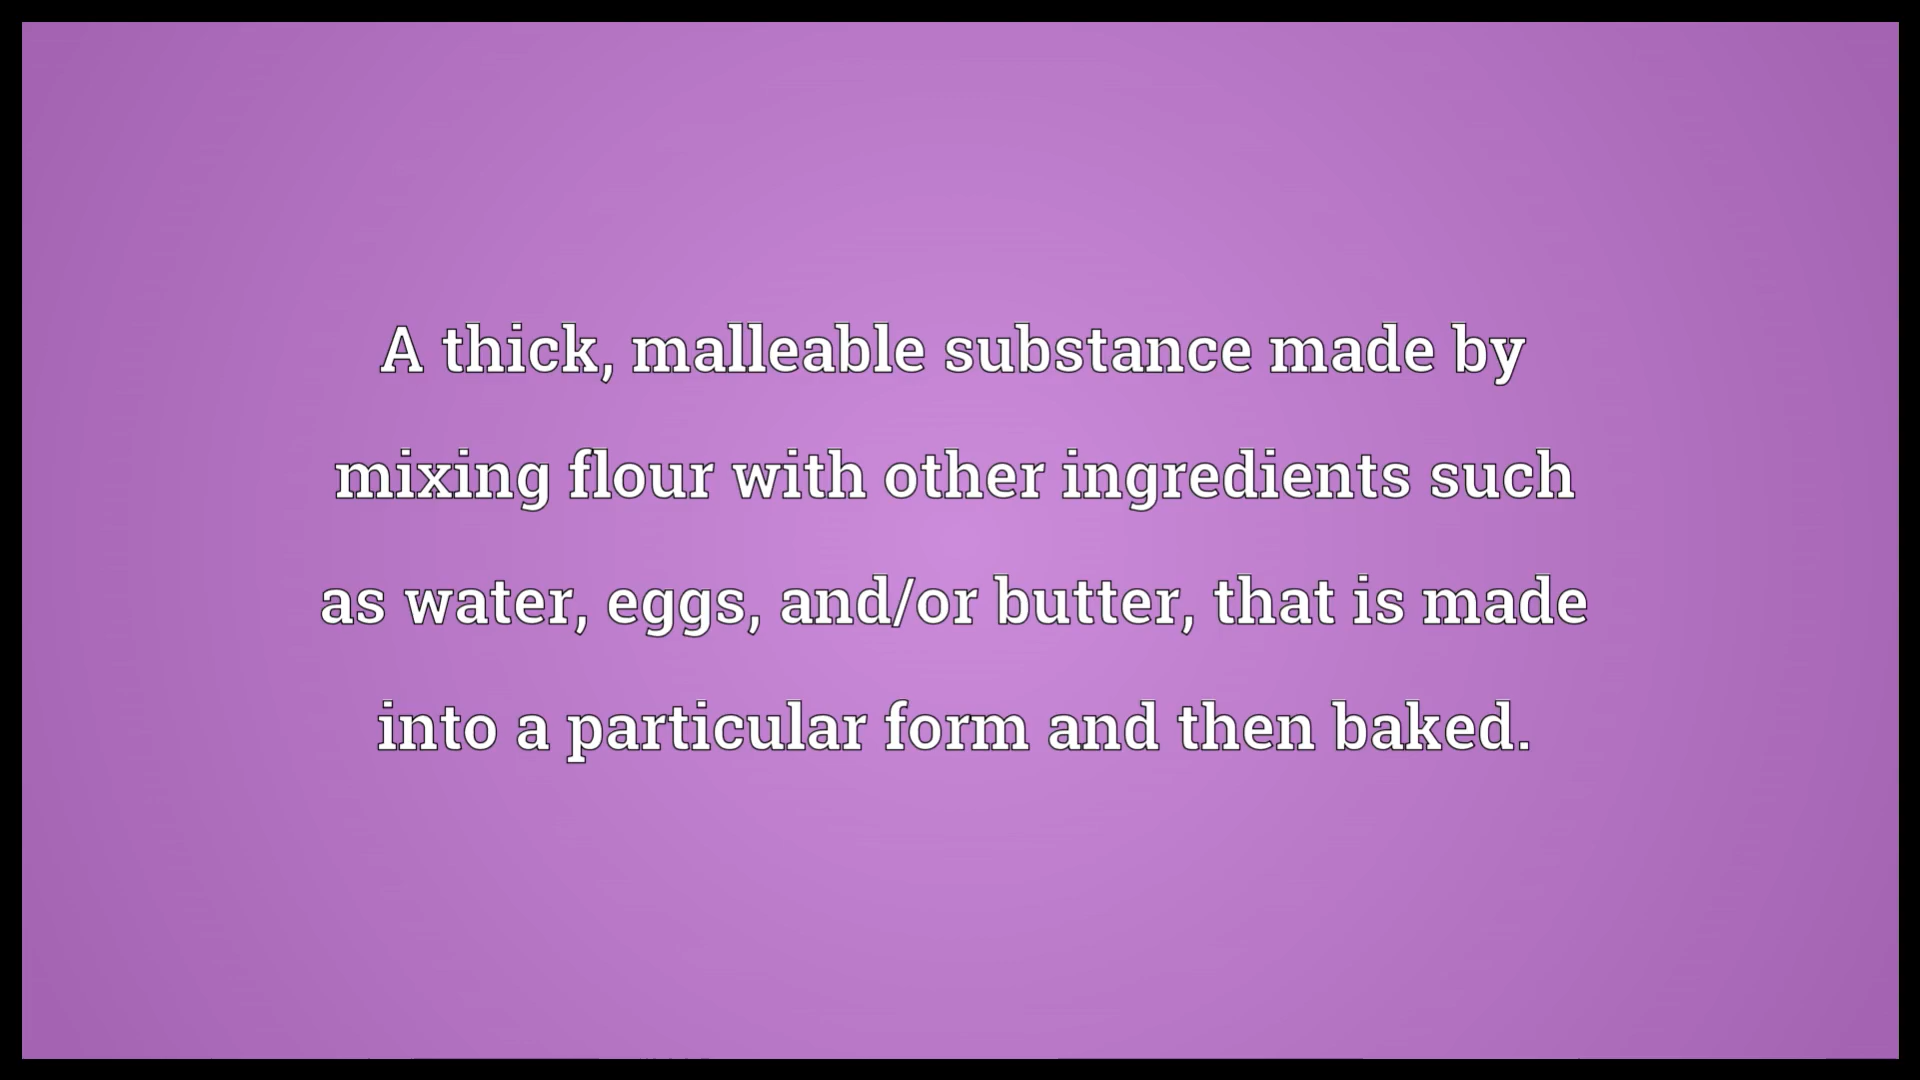 A thick, malleable substance made by
mixing flour with other ingredients such
as water, eggs, and/or butter, that is made
into a particular form and then baked.